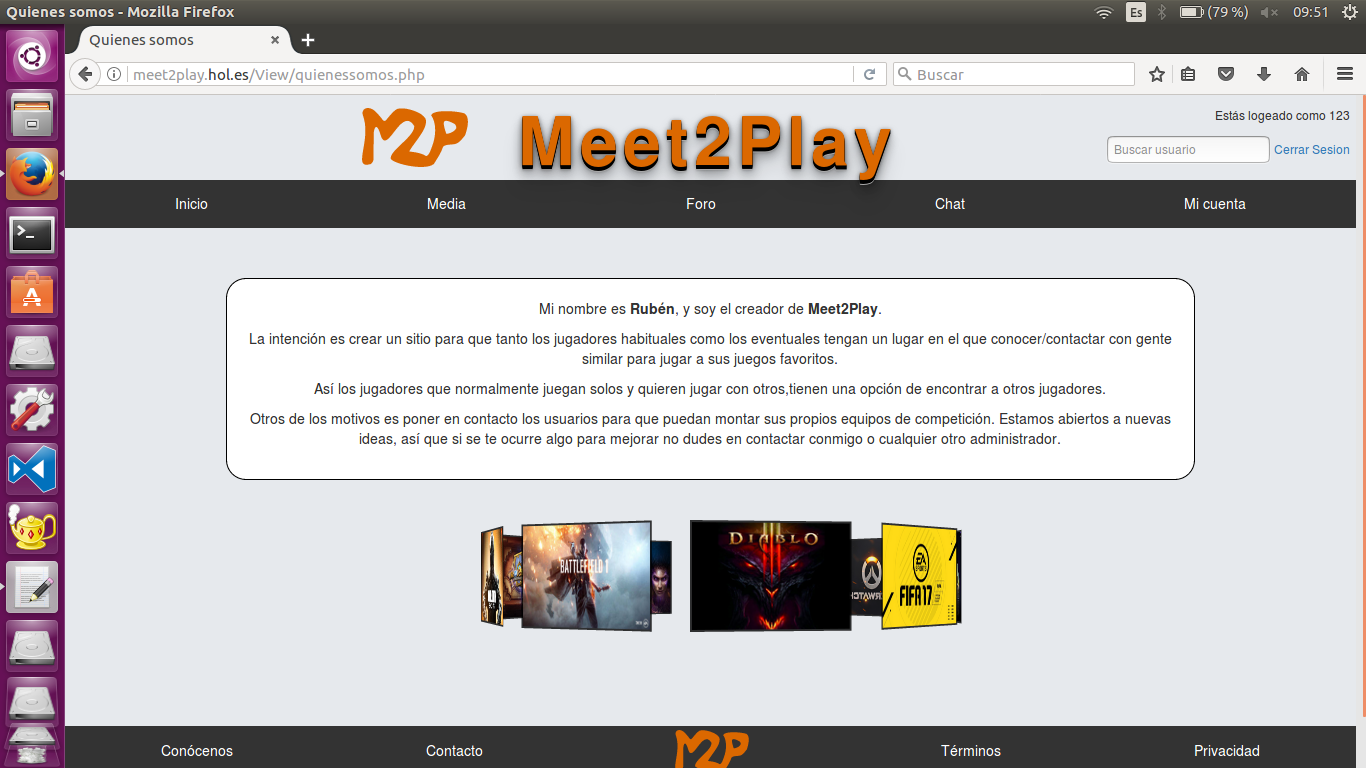 Quienes somos - Mozilla Firefox
Es
(79 %)
09:51
Quienes somos
meet2play.hol.es/View/quienessomos.php
Buscar
M2P
Meet2Play
Estás logeado como 123
Buscar usuario
Cerrar Sesion
Inicio
Media
Foro
Chat
Mi cuenta
Mi nombre es Rubén, y soy el creador de Meet2Play.
La intención es crear un sitio para que tanto los jugadores habituales como los eventuales tengan un lugar en el que conocer/contactar con gente
similar para jugar a sus juegos favoritos.
Así los jugadores que normalmente juegan solos y quieren jugar con otros,tienen una opción de encontrar a otros jugadores.
Otros de los motivos es poner en contacto los usuarios para que puedan montar sus propios equipos de competición. Estamos abiertos a nuevas
ideas, así que si se te ocurre algo para mejorar no dudes en contactar conmigo o cualquier otro administrador.
BATTLEFIELD 1
DIABLO
III
EA
SPORTS
FIFA 17
Conócenos
Contacto
M2P
Términos
Privacidad